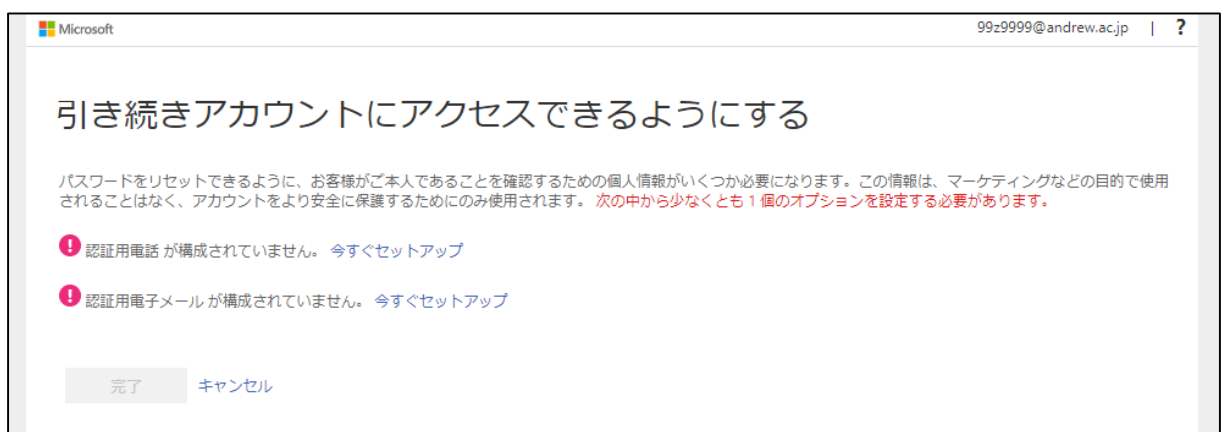 Microsoft
99z9999@andrew.ac.jp | ?
引き続きアカウントにアクセスできるようにする
パスワードをリセットできるように、お客様がご本人であることを確認するための個人情報がいくつか必要になります。この情報は、マーケティングなどの目的で使用
されることはなく、アカウントをより安全に保護するためにのみ使用されます。 次の中から少なくとも 1 個のオプションを設定する必要があります。
! 認証用電話 が構成されていません。 今すぐセットアップ
! 認証用電子メール が構成されていません。 今すぐセットアップ
完了 キャンセル